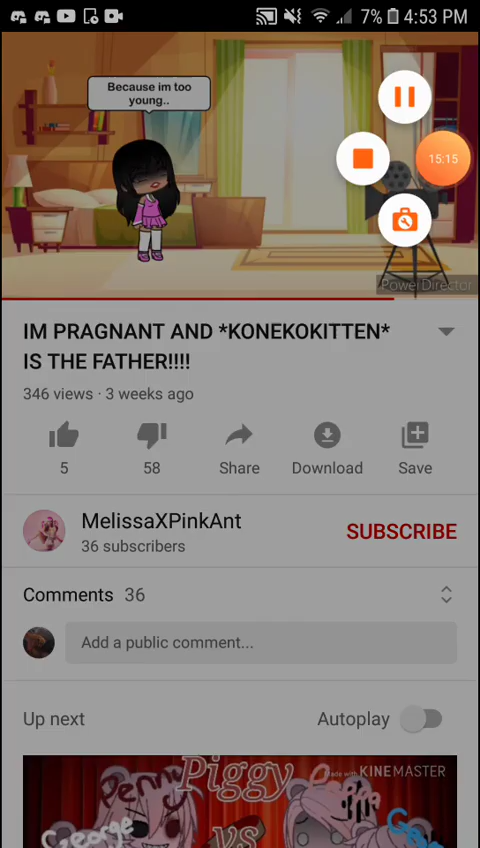 7% 4:53 PM
Because im too
young..
15:15
PowerDirector
IM PRAGNANT AND *KONEKOKITTEN*
IS THE FATHER!!!!
346 views · 3 weeks ago
5 58 Share Download Save
MelissaXPinkAnt
SUBSCRIBE
36 subscribers
Comments 36
Add a public comment...
Up next Autoplay
Made with KINEMASTER
Penny Piggy
George vs